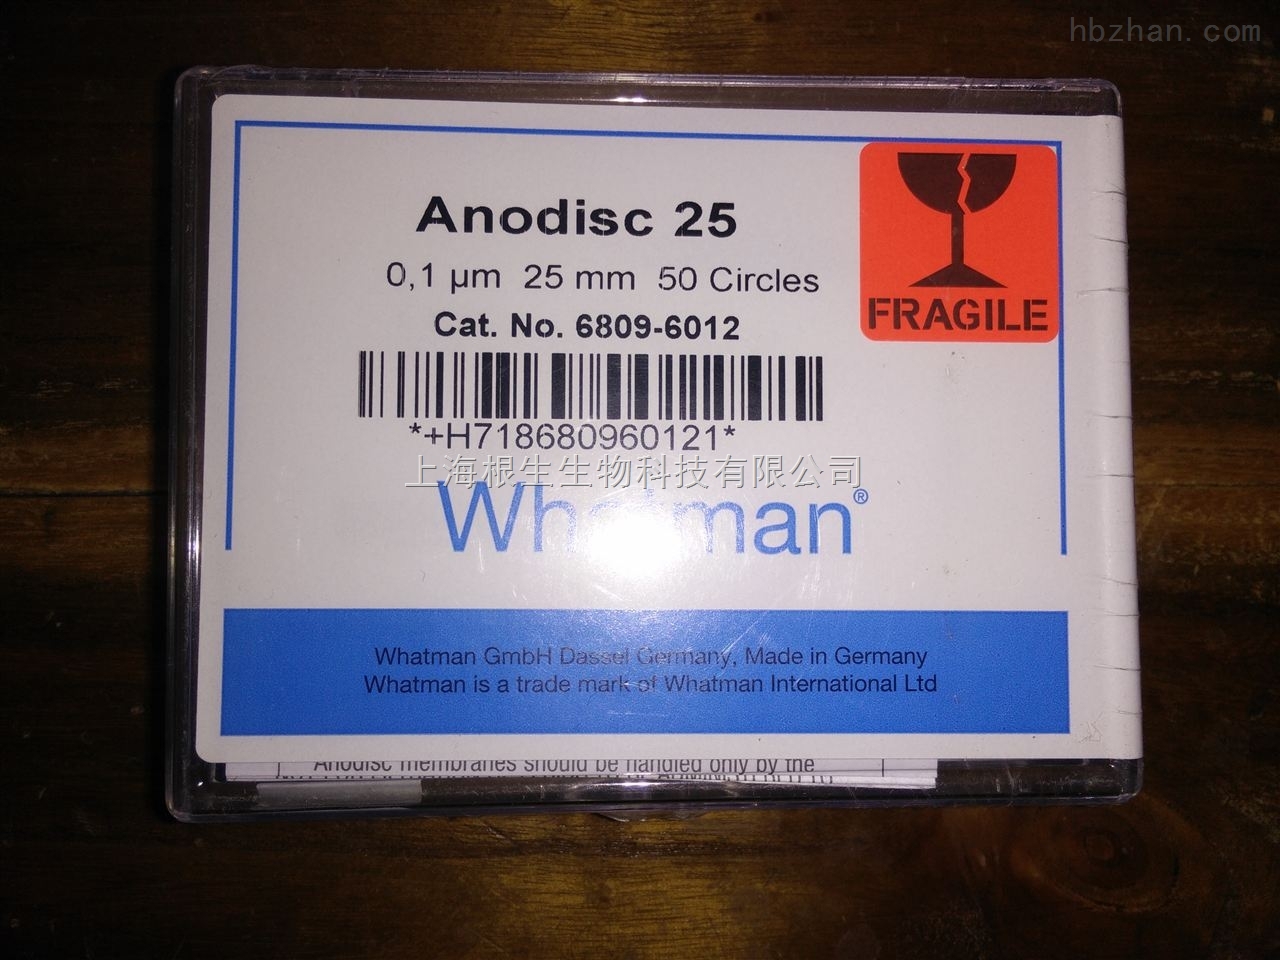 hbzhan.com
Anodisc 25
0,1 µm 25 mm 50 Circles
FRAGILE
Cat. No. 6809-6012
*+H718680960121*
上海根生生物科技有限公司
Whatman®
Whatman GmbH Dassel Germany, Made in Germany
Whatman is a trade mark of Whatman International Ltd
Anodisc membranes should be handled only by the